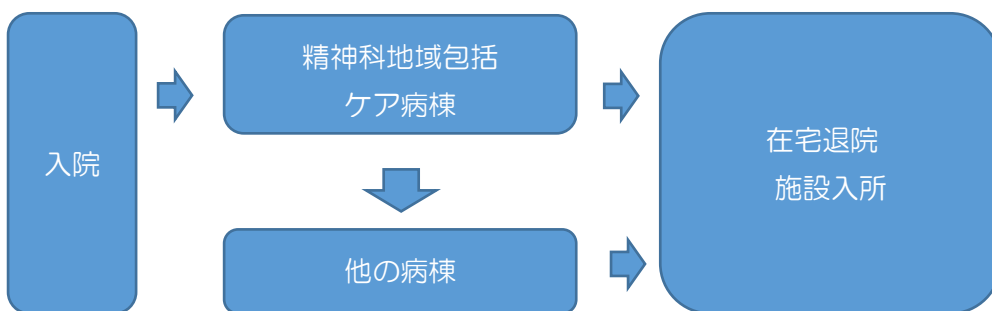 入院
精神科地域包括
ケア病棟
他の病棟
在宅退院
施設入所